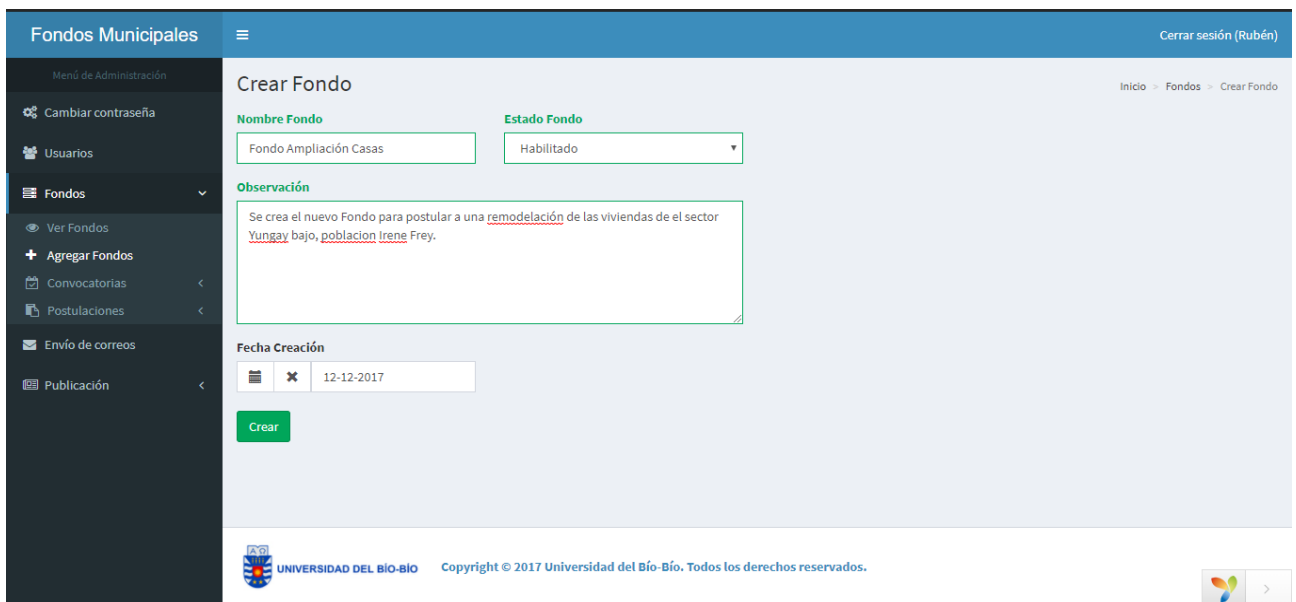 Fondos Municipales
Cerrar sesión (Rubén)
Menú de Administración
Cambiar contraseña
Usuarios
Fondos
Ver Fondos
Agregar Fondos
Convocatorias
Postulaciones
Envío de correos
Publicación
Crear Fondo
Inicio > Fondos > Crear Fondo
Nombre Fondo
Estado Fondo
Fondo Ampliación Casas
Habilitado
Observación
Se crea el nuevo Fondo para postular a una remodelación de las viviendas de el sector
Yungay bajo, poblacion Irene Frey.
Fecha Creación
12-12-2017
Crear
UNIVERSIDAD DEL BÍO-BÍO
Copyright © 2017 Universidad del Bío-Bío. Todos los derechos reservados.